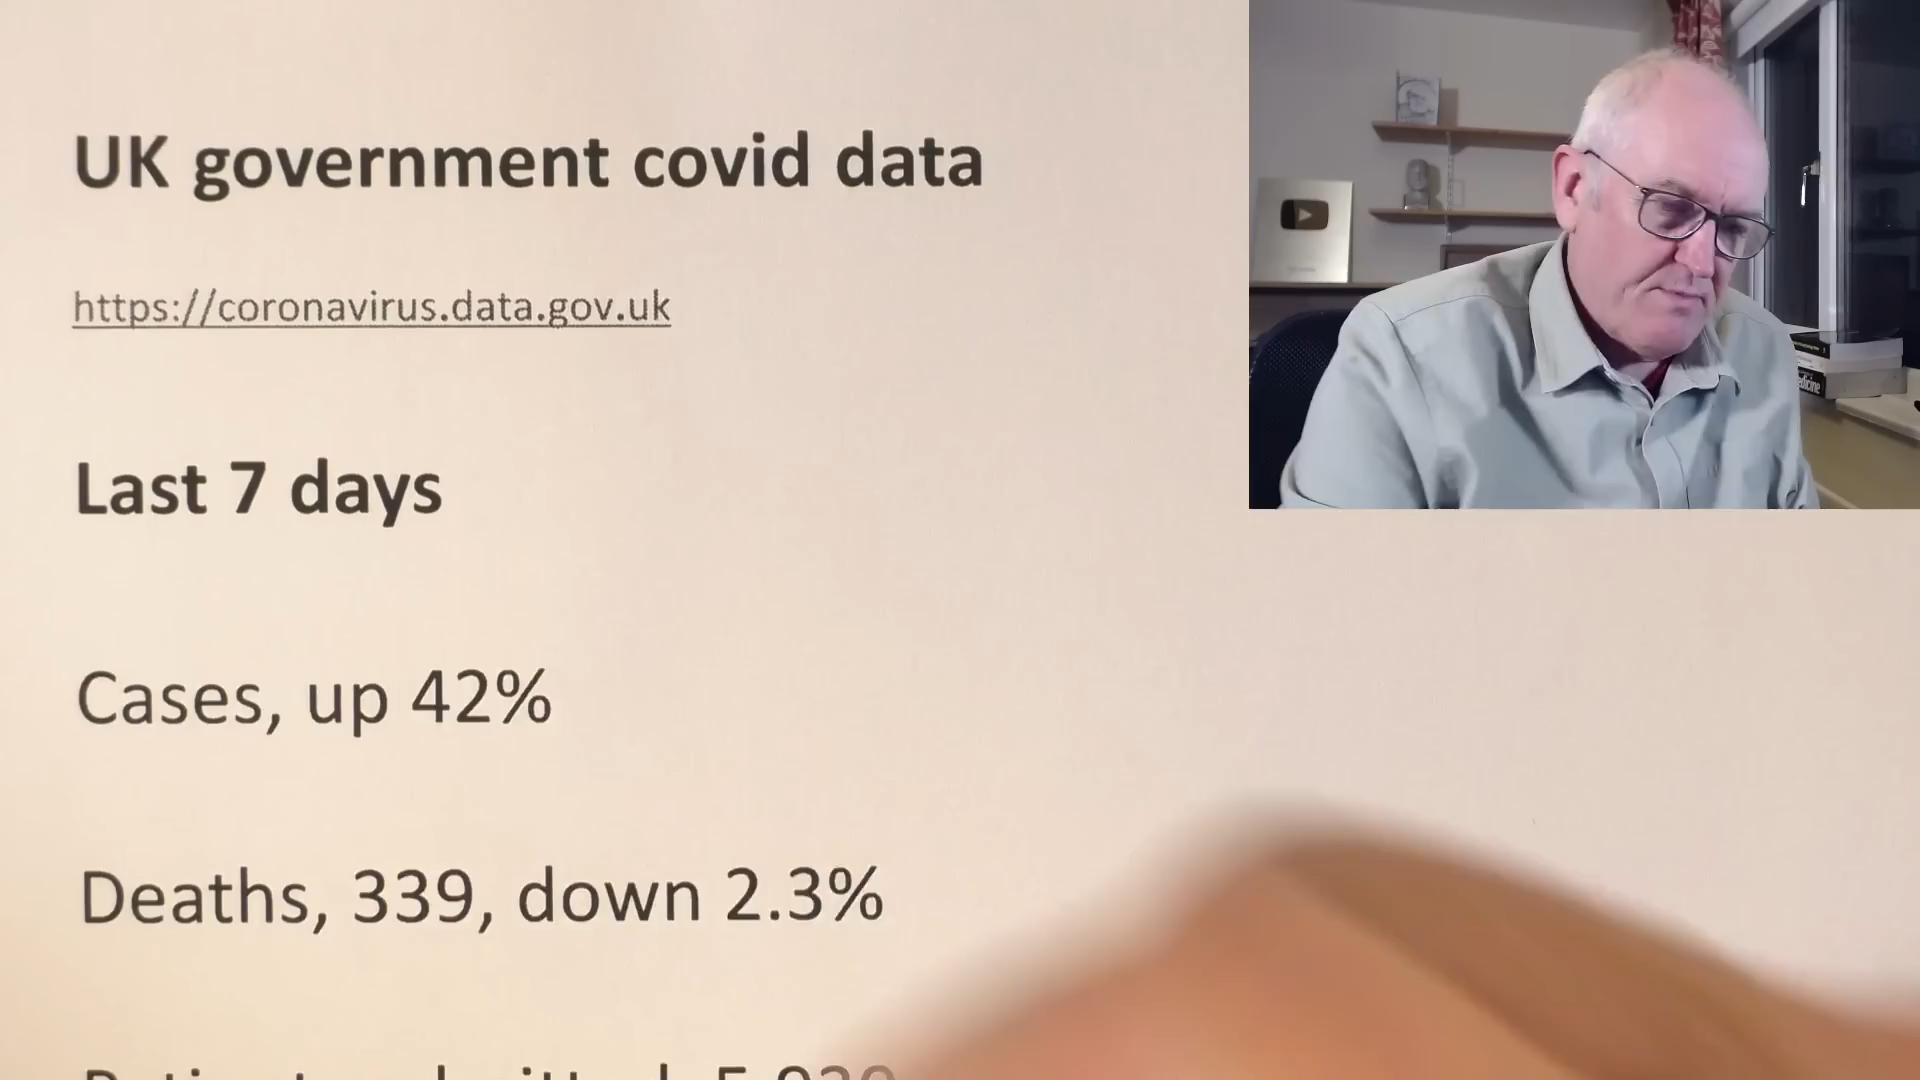 UK government covid data
https://coronavirus.data.gov.uk
Last 7 days
Cases, up 42%
Deaths, 339, down 2.3%